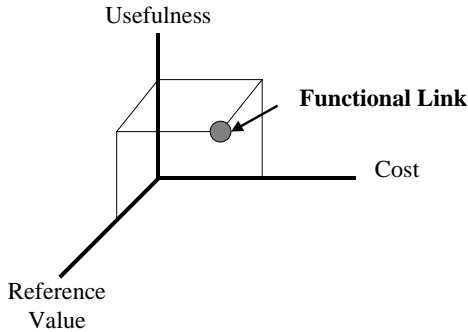 Usefulness
Functional Link
Cost
Reference
Value